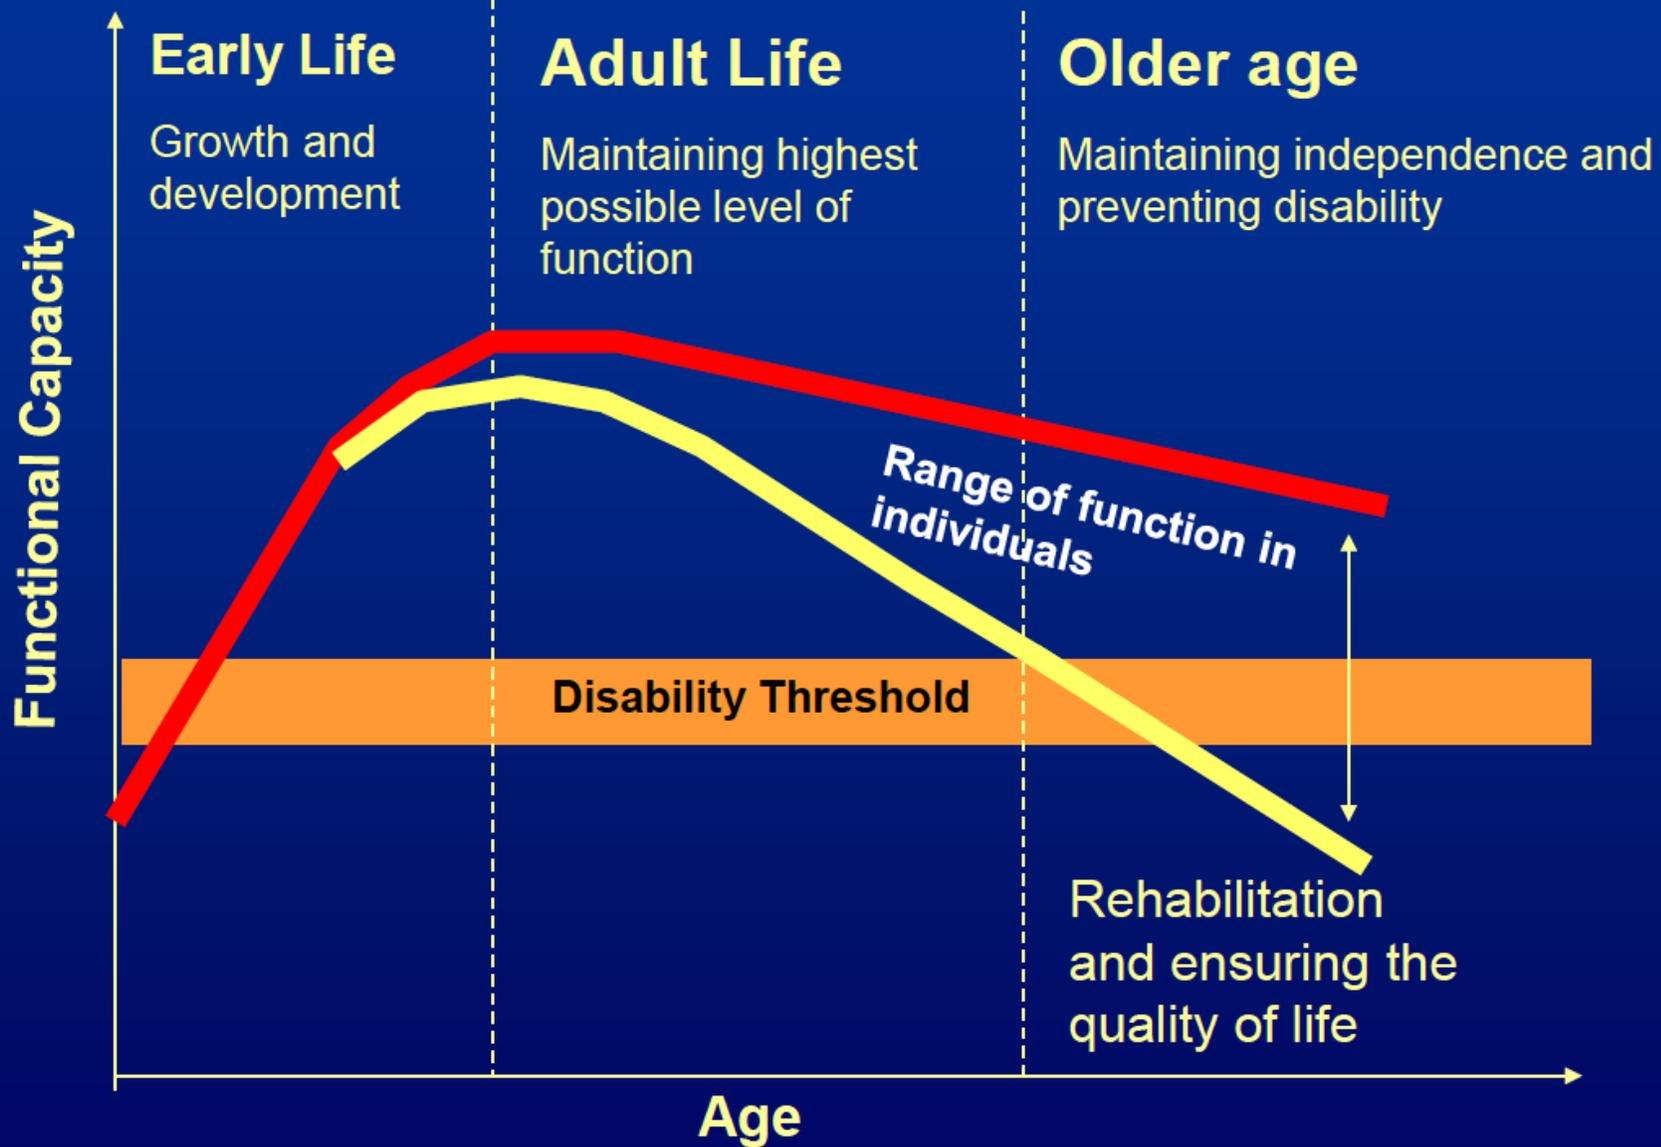 Early Life
Growth and
development
Adult Life
Maintaining highest
possible level of
function
Older age
Maintaining independence and
preventing disability
Functional Capacity
Range of function in
individuals
Disability Threshold
Rehabilitation
and ensuring the
quality of life
Age